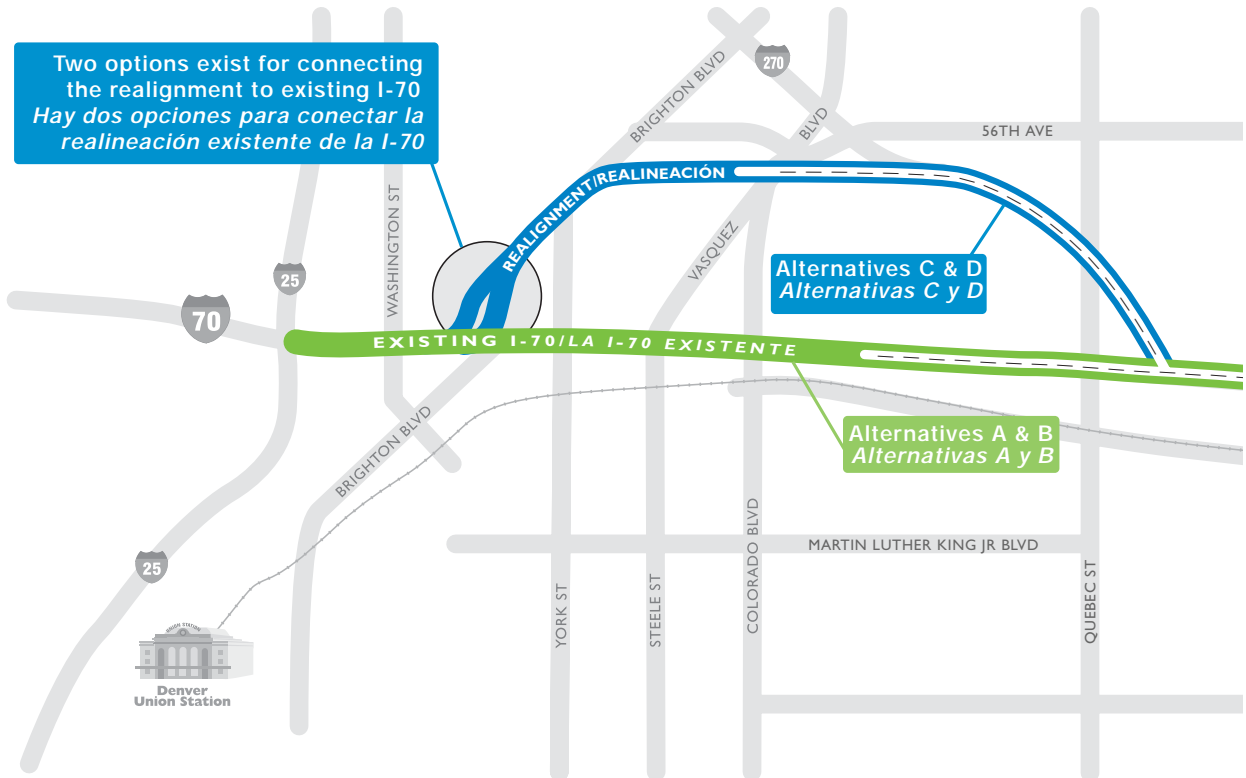 Two options exist for connecting
the realignment to existing I-70
Hay dos opciones para conectar la
realineación existente de la I-70
BRIGHTON BLVD
270
BLVD
56TH AVE
WASHINGTON ST
REALIGNMENT/REALINEACIÓN
VASQUEZ
Alternatives C & D
Alternativas C y D
25
70
EXISTING I-70/LA I-70 EXISTENTE
Alternatives A & B
Alternativas A y B
BRIGHTON BLVD
MARTIN LUTHER KING JR BLVD
25
YORK ST
STEELE ST
COLORADO BLVD
QUEBEC ST
UNION STATION
Denver
Union Station